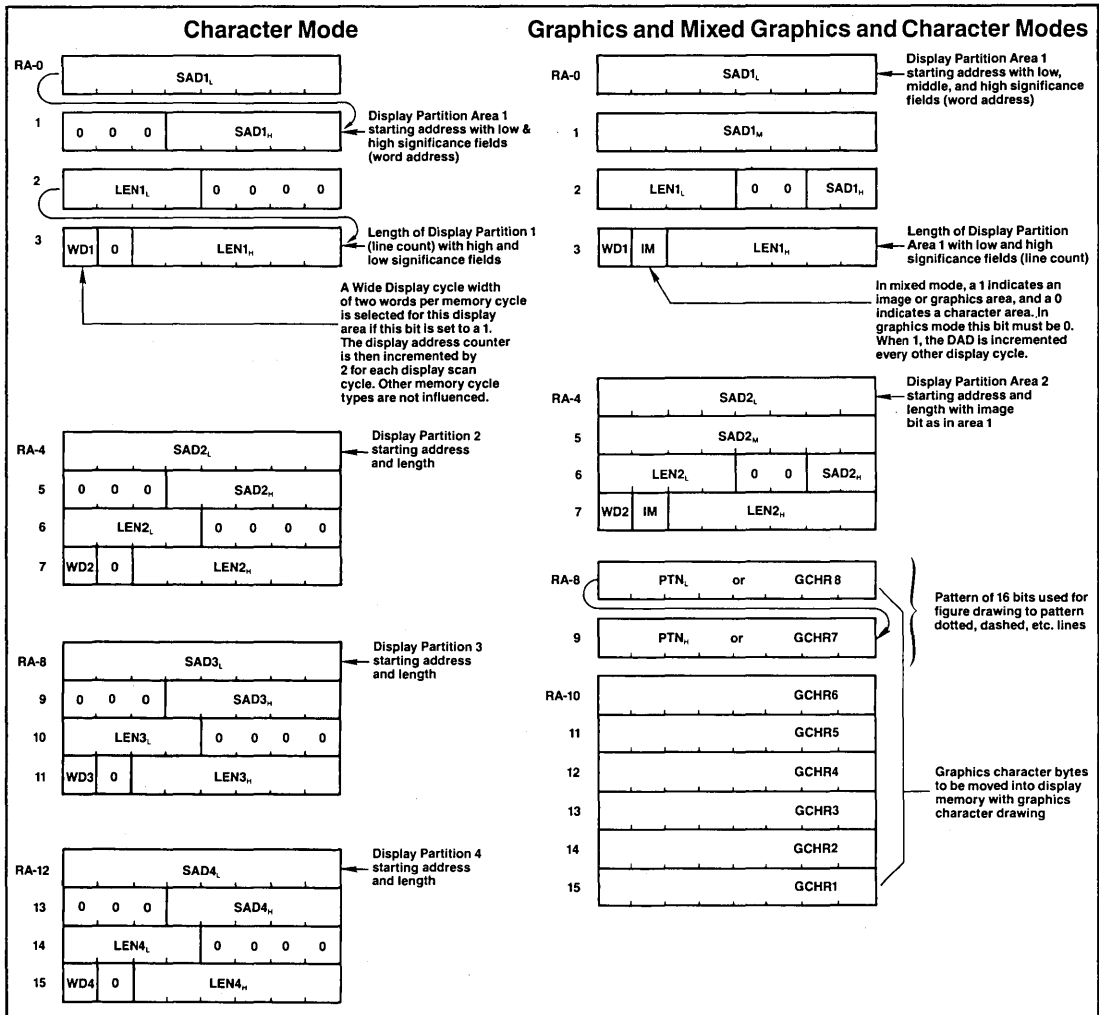 Character Mode
RA-0 SAD1L
1 0 0 0 SAD1H
Display Partition Area 1
starting address with low &
high significance fields
(word address)
2 LEN1L 0 0 0 0
3 WD1 0 LEN1H
Length of Display Partition 1
(line count) with high and
low significance fields
A Wide Display cycle width
of two words per memory cycle
is selected for this display
area if this bit is set to a 1.
The display address counter
is then incremented by
2 for each display scan
cycle. Other memory cycle
types are not influenced.
RA-4 SAD2L
Display Partition 2
starting address
and length
5 0 0 0 SAD2H
6 LEN2L 0 0 0 0
7 WD2 0 LEN2H
RA-8 SAD3L
Display Partition 3
starting address
and length
9 0 0 0 SAD3H
10 LEN3L 0 0 0 0
11 WD3 0 LEN3H
RA-12 SAD4L
Display Partition 4
starting address
and length
13 0 0 0 SAD4H
14 LEN4L 0 0 0 0
15 WD4 0 LEN4H
Graphics and Mixed Graphics and Character Modes
RA-0 SAD1L
Display Partition Area 1
starting address with low,
middle, and high significance
fields (word address)
1 SAD1M
2 LEN1L 0 0 SAD1H
3 WD1 IM LEN1H
Length of Display Partition
Area 1 with low and high
significance fields (line count)
In mixed mode, a 1 indicates an
image or graphics area, and a 0
indicates a character area. In
graphics mode this bit must be 0.
When 1, the DAD is incremented
every other display cycle.
RA-4 SAD2L
Display Partition Area 2
starting address and
length with image
bit as in area 1
5 SAD2M
6 LEN2L 0 0 SAD2H
7 WD2 IM LEN2H
RA-8 PTNL or GCHR8
9 PTNH or GCHR7
Pattern of 16 bits used for
figure drawing to pattern
dotted, dashed, etc. lines
RA-10 GCHR6
11 GCHR5
12 GCHR4
13 GCHR3
14 GCHR2
15 GCHR1
Graphics character bytes
to be moved into display
memory with graphics
character drawing